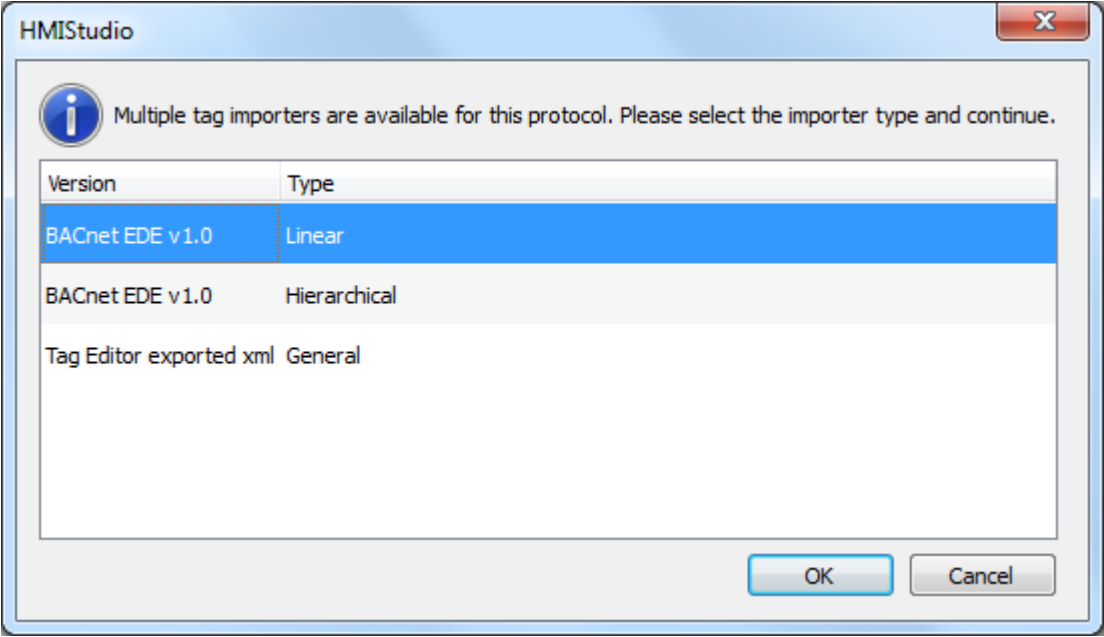 HMIStudio
Multiple tag importers are available for this protocol. Please select the importer type and continue.
Version Type
BACnet EDE v1.0 Linear
BACnet EDE v1.0 Hierarchical
Tag Editor exported xml General
OK Cancel